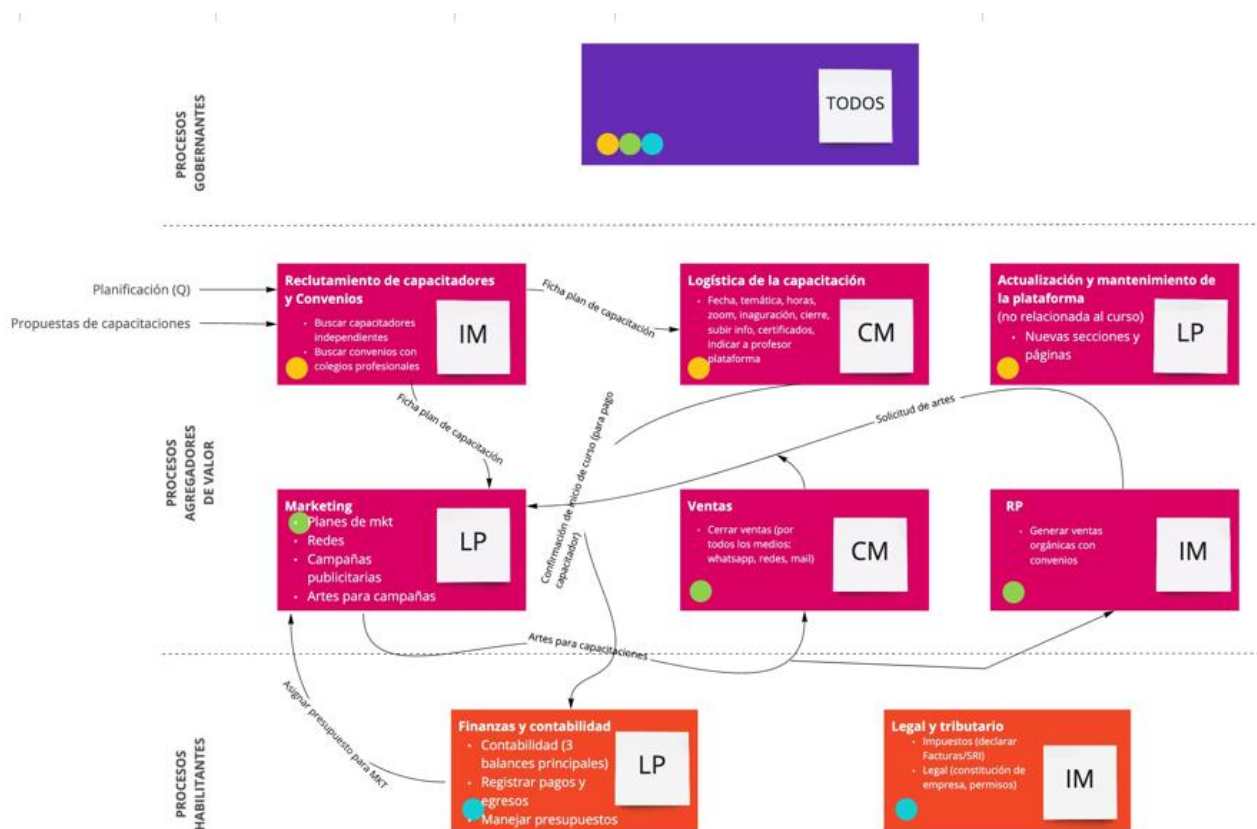 PROCESOS
GOBERNANTES
TODOS
Planificación (Q)
Propuestas de capacitaciones
Reclutamiento de capacitadores
y Convenios
• Buscar capacitadores
independientes
• Buscar convenios con
colegios profesionales
IM
Ficha plan de capacitación
Logística de la capacitación
• Fecha, temática, horas,
zoom, inaguración, cierre,
subir info, certificados,
indicar a profesor
plataforma
CM
Actualización y mantenimiento de
la plataforma
(no relacionada al curso)
• Nuevas secciones y
páginas
LP
PROCESOS
AGREGADORES
DE VALOR
Ficha plan de capacitación
Confirmación de inicio de curso (para pago
capacitador)
Solicitud de artes
Marketing
• Planes de mkt
• Redes
• Campañas
publicitarias
• Artes para campañas
LP
Ventas
• Cerrar ventas (por
todos los medios:
whatsapp, redes, mail)
CM
RP
• Generar ventas
orgánicas con
convenios
IM
Artes para capacitaciones
Asignar presupuesto para MKT
PROCESOS
HABILITANTES
Finanzas y contabilidad
• Contabilidad (3
balances principales)
• Registrar pagos y
egresos
• Manejar presupuestos
LP
Legal y tributario
• Impuestos (declarar
Facturas/SRI)
• Legal (constitución de
empresa, permisos)
IM